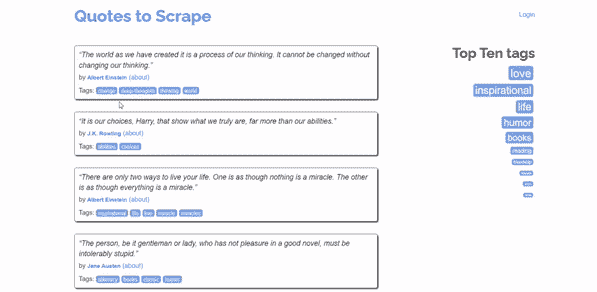 Quotes to Scrape
Login
“The world as we have created it is a process of our thinking. It cannot be changed without
changing our thinking.”
by Albert Einstein (about)
Tags: change deep-thoughts thinking world
“It is our choices, Harry, that show what we truly are, far more than our abilities.”
by J.K. Rowling (about)
Tags: abilities choices
“There are only two ways to live your life. One is as though nothing is a miracle. The other
is as though everything is a miracle.”
by Albert Einstein (about)
Tags: inspirational life live miracle miracles
“The person, be it gentleman or lady, who has not pleasure in a good novel, must be
intolerably stupid.”
by Jane Austen (about)
Tags: aliteracy books classic humor
Top Ten tags
love
inspirational
life
humor
books
reading
friendship